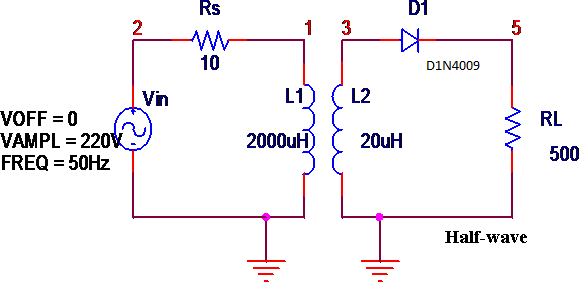 Rs
D1
2
1
3
5
10
D1N4009
Vin
L1
L2
VOFF = 0
VAMPL = 220V
FREQ = 50Hz
2000uH
20uH
RL
500
Half-wave